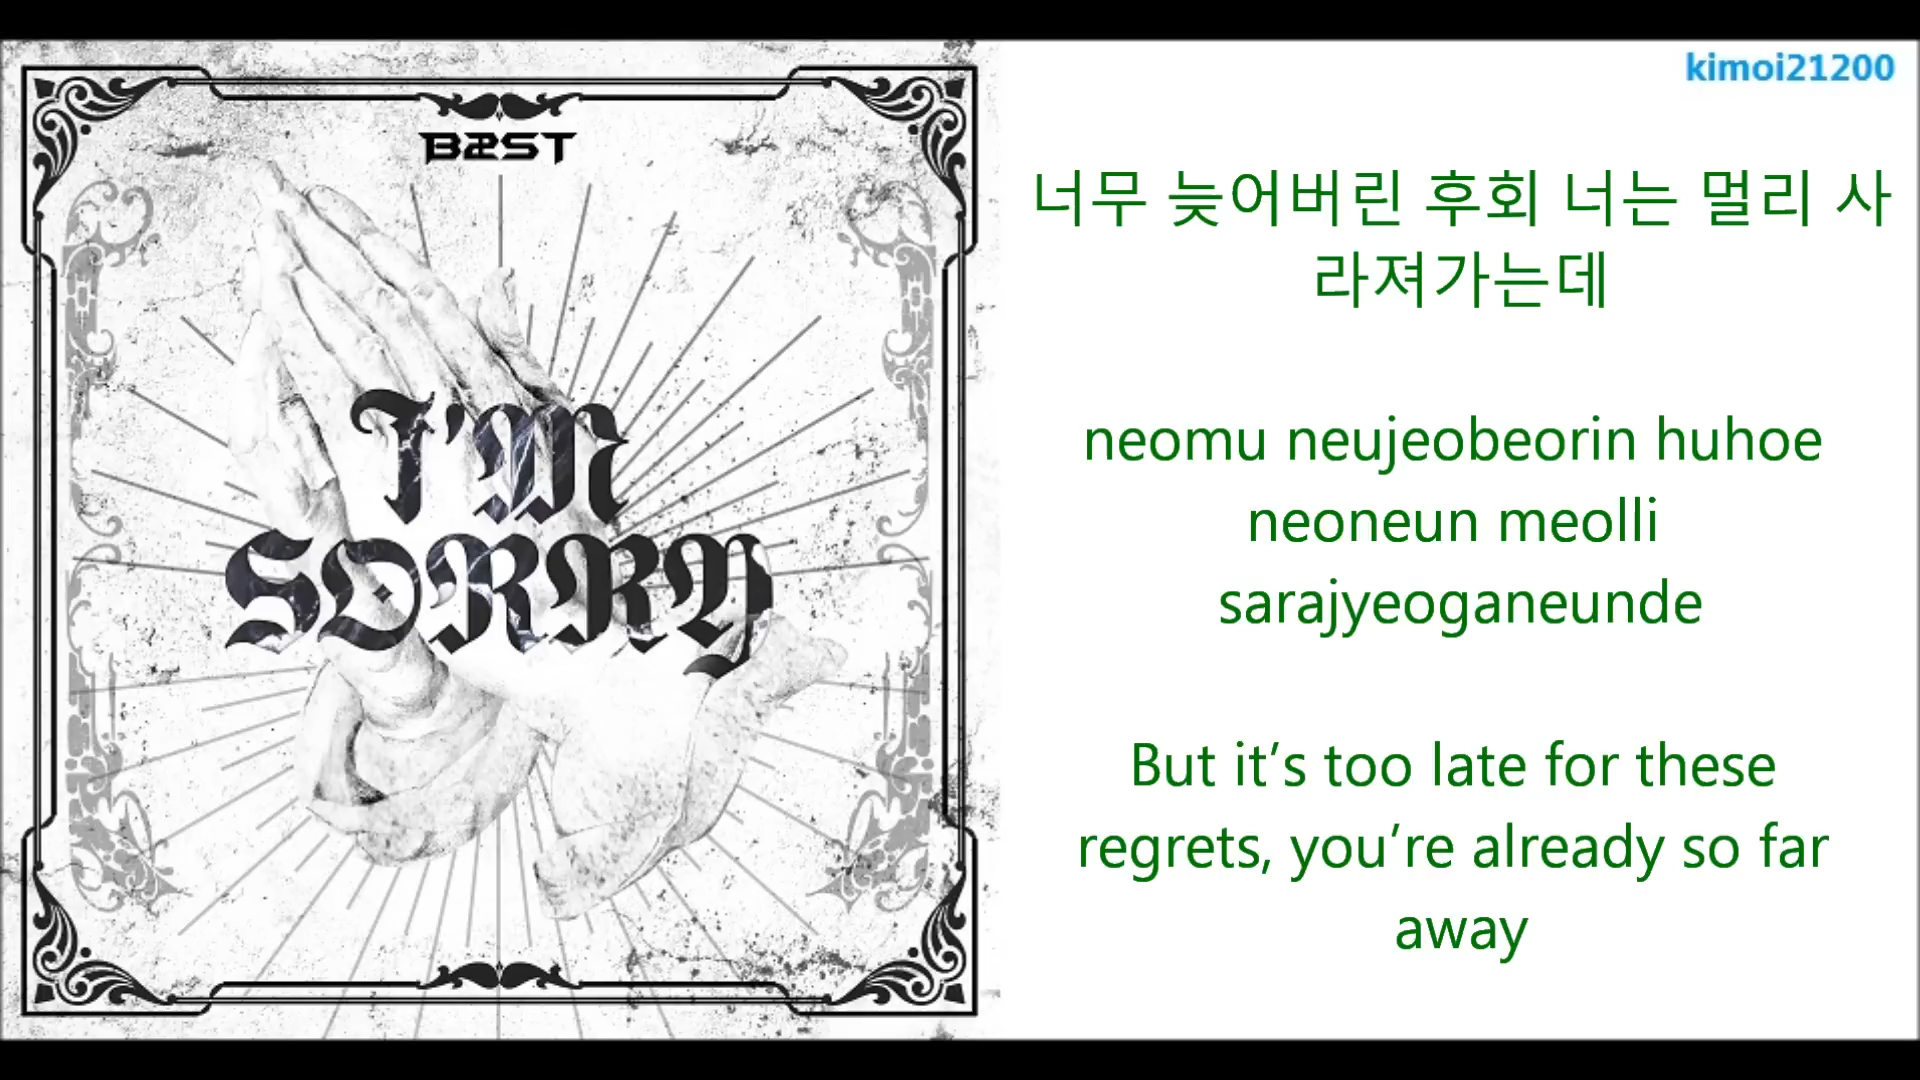 B2ST
I'M
SORRY
kimoi21200
너무 늦어버린 후회 너는 멀리 사
라져가는데
neomu neujeobeorin huhoe
neoneun meolli
sarajyeoganeunde
But it’s too late for these
regrets, you’re already so far
away